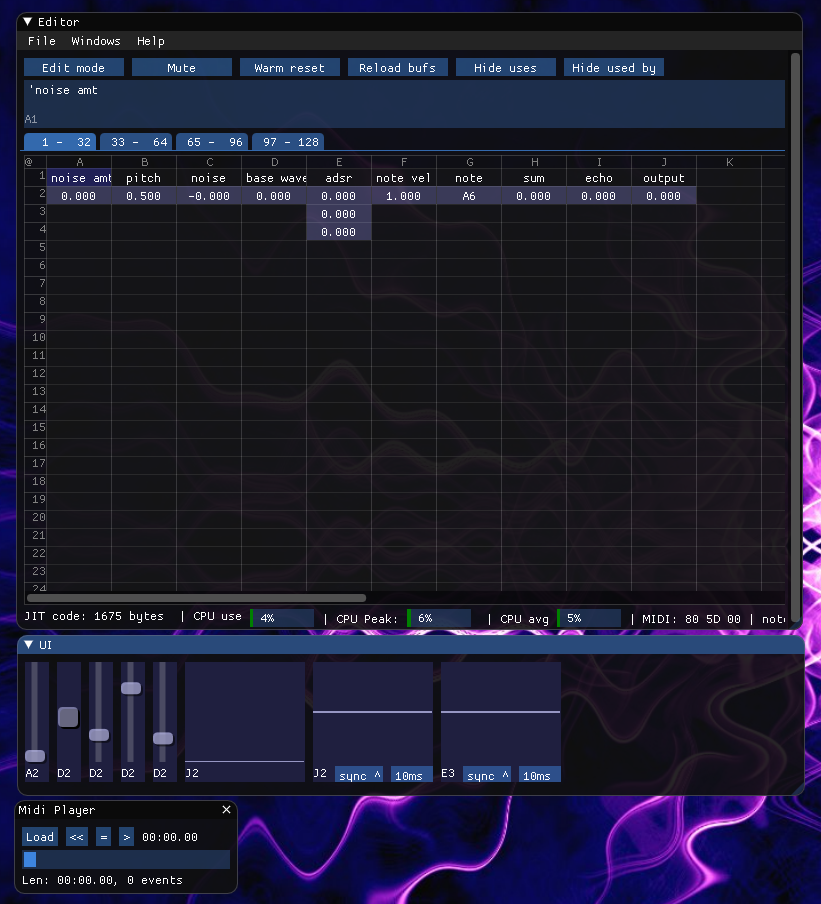 ▼ Editor
File Windows Help
Edit mode Mute Warm reset Reload bufs Hide uses Hide used by
'noise amt
A1
1 - 32 33 - 64 65 - 96 97 - 128
@ A B C D E F G H I J K
1 noise amt pitch noise base wave adsr note vel note sum echo output
2 0.000 0.500 -0.000 0.000 0.000 1.000 A6 0.000 0.000 0.000
3 0.000
4 0.000
5
6
7
8
9
10
11
12
13
14
15
16
17
18
19
20
21
22
23
24
JIT code: 1675 bytes | CPU use 4% | CPU Peak: 6% | CPU avg 5% | MIDI: 80 5D 00 | not
▼ UI
A2 D2 D2 D2 D2 J2 J2 sync ^ 10ms E3 sync ^ 10ms
Midi Player ×
Load << = > 00:00.00
Len: 00:00.00, 0 events